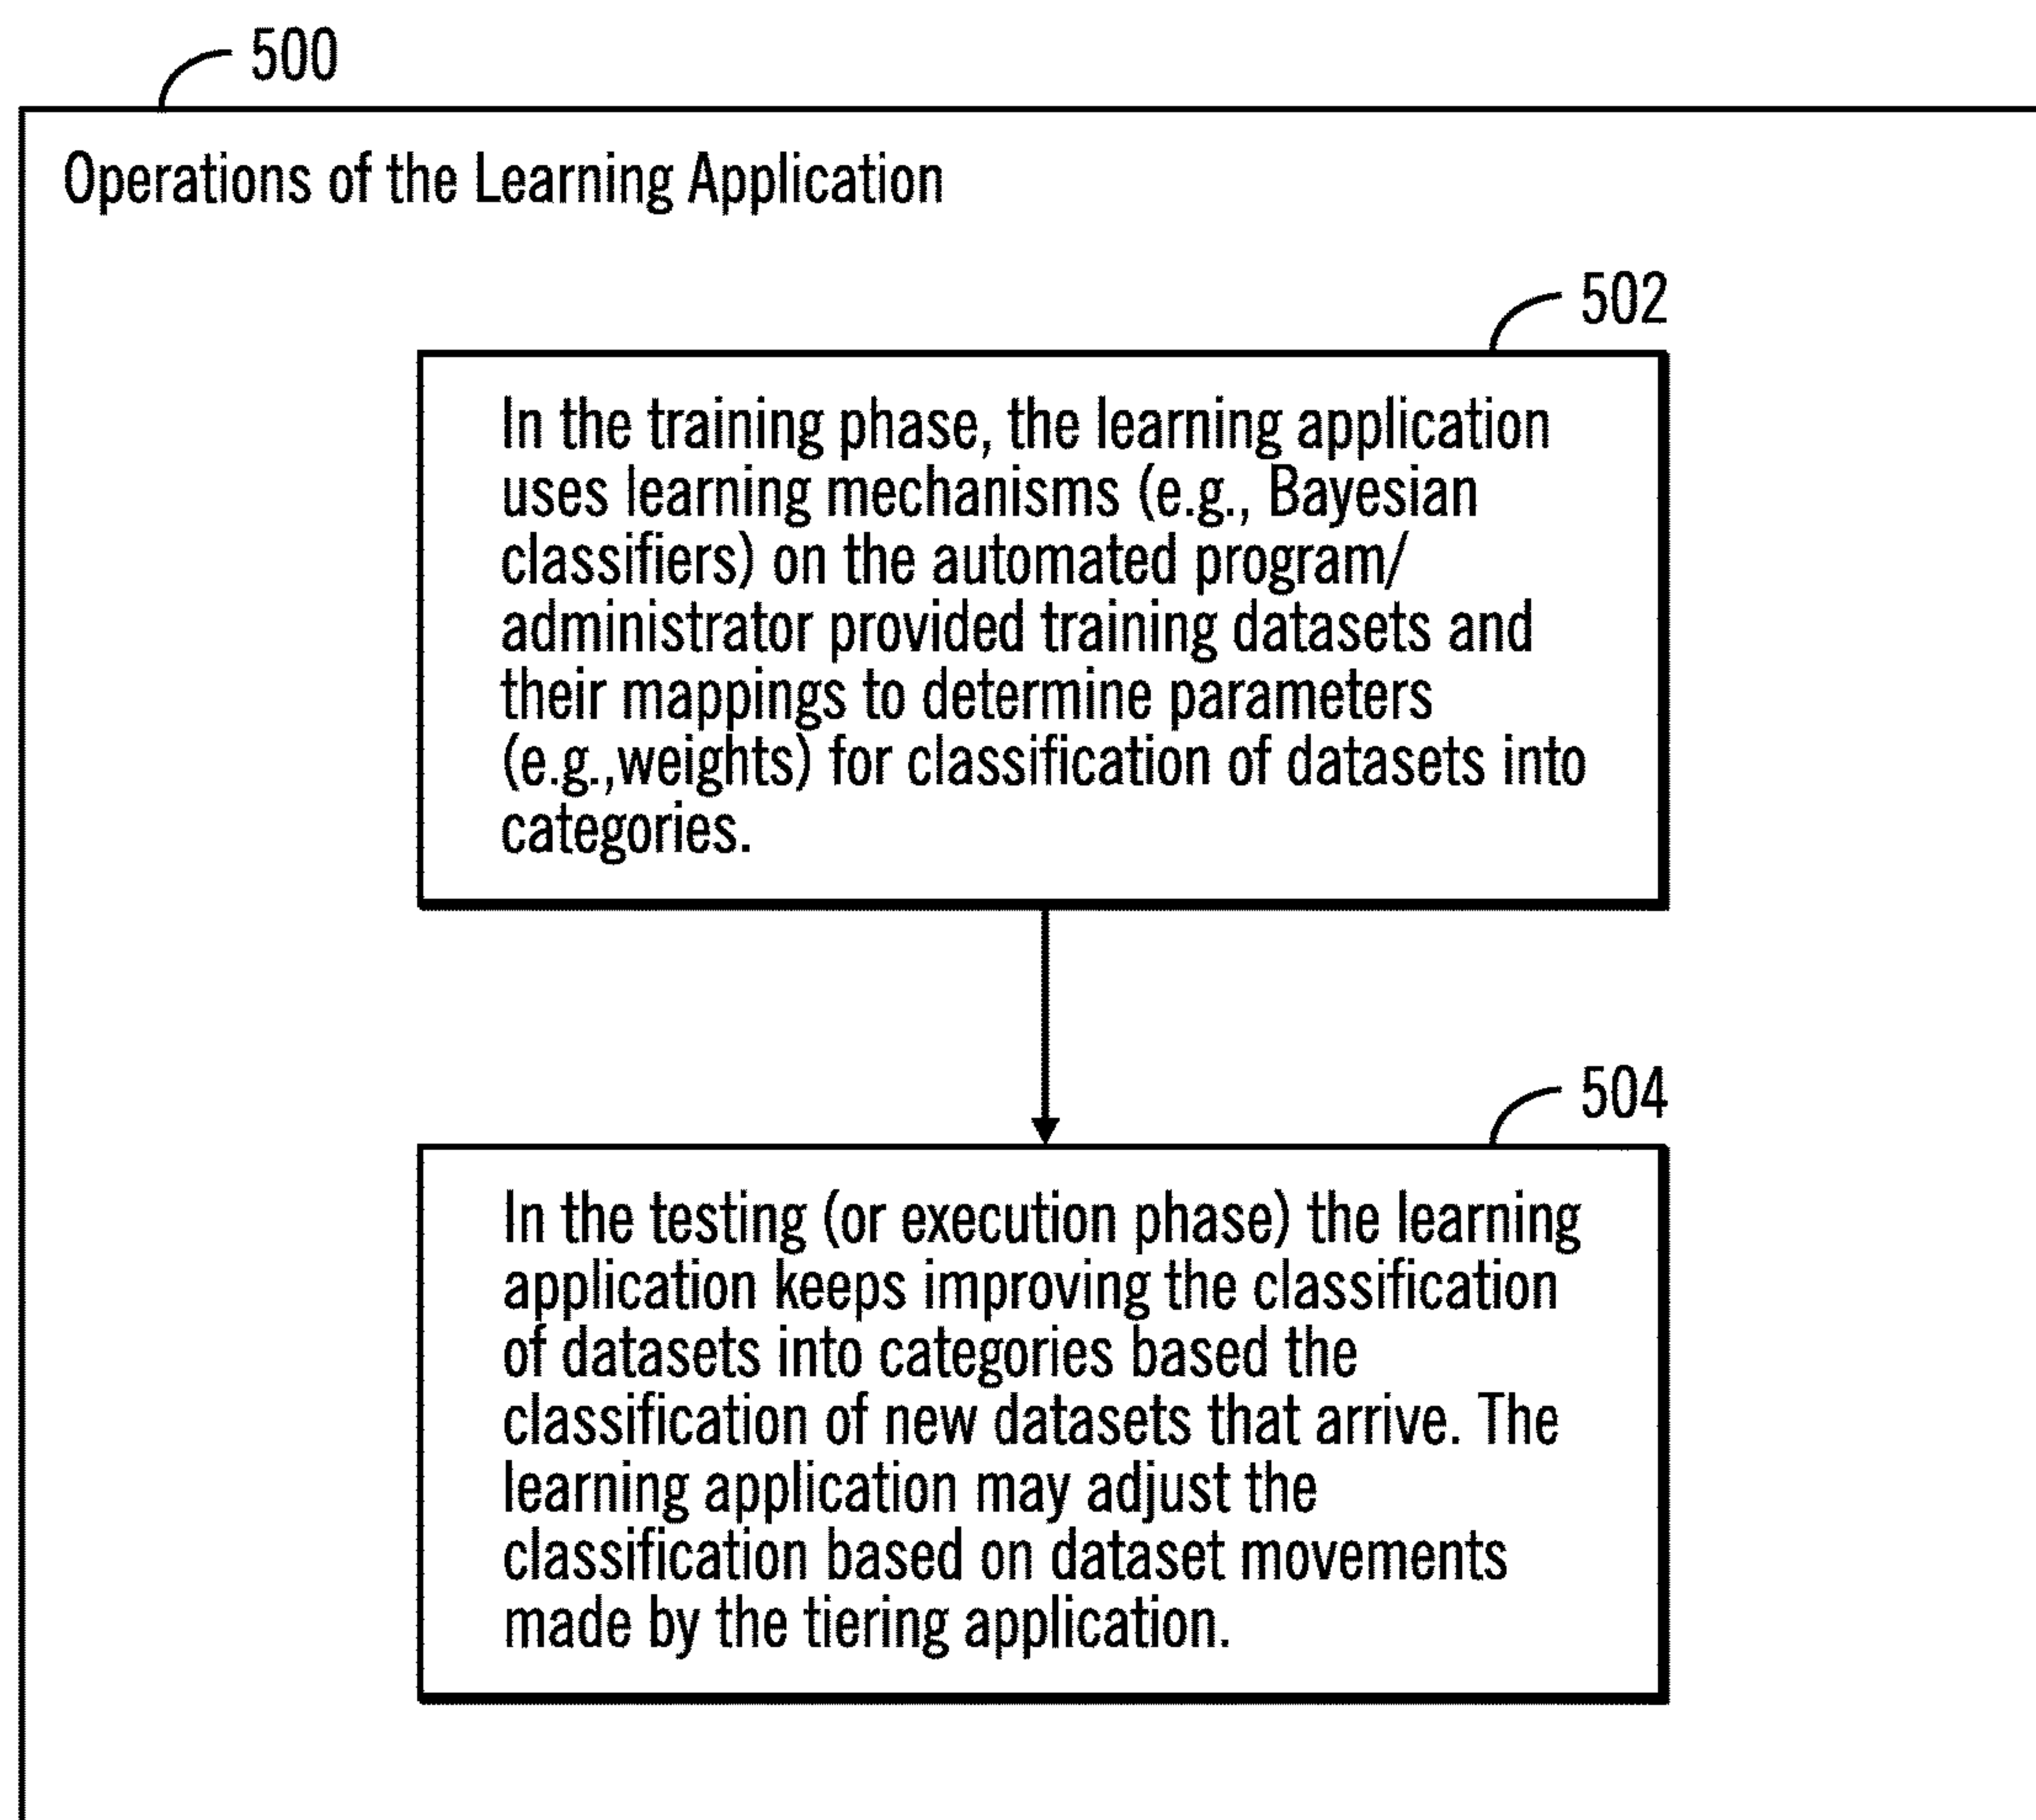 500
Operations of the Learning Application
502
In the training phase, the learning application
uses learning mechanisms (e.g., Bayesian
classifiers) on the automated program/
administrator provided training datasets and
their mappings to determine parameters
(e.g.,weights) for classification of datasets into
categories.
504
In the testing (or execution phase) the learning
application keeps improving the classification
of datasets into categories based the
classification of new datasets that arrive. The
learning application may adjust the
classification based on dataset movements
made by the tiering application.